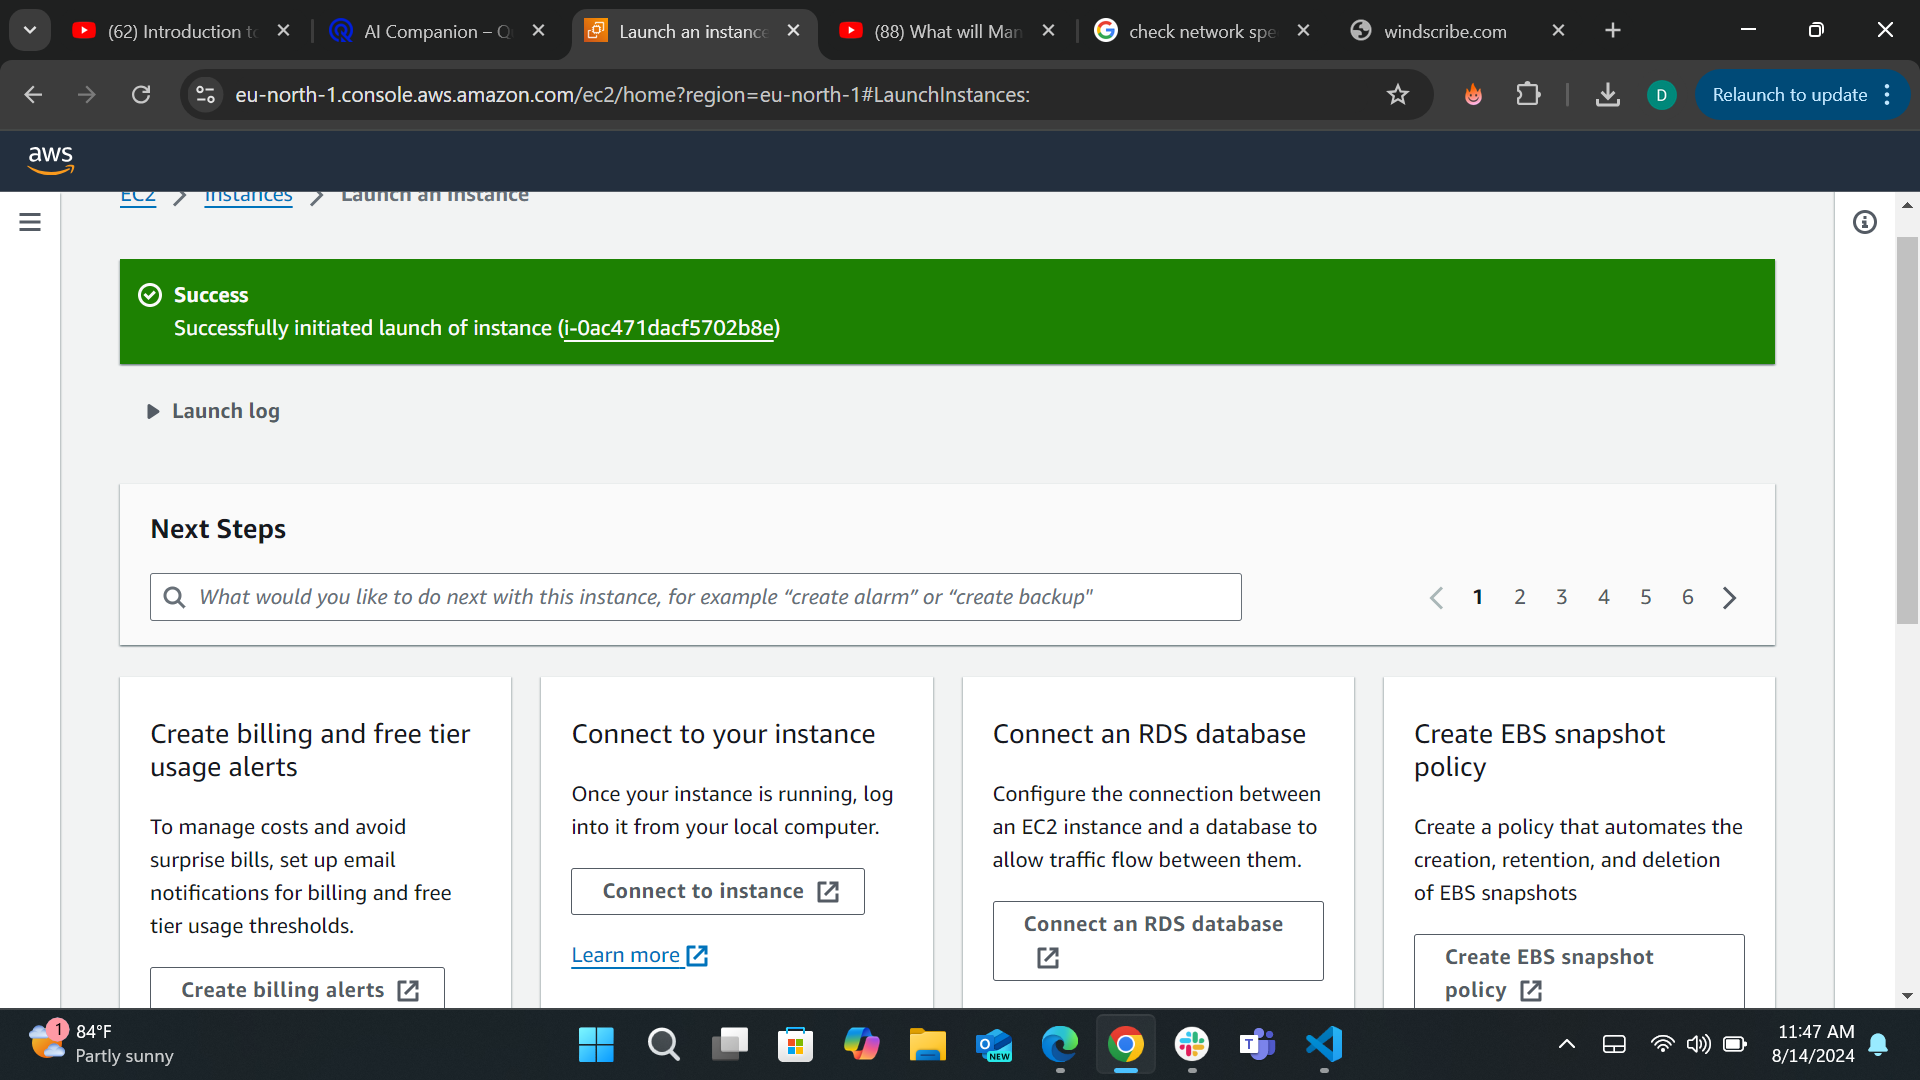 (62) Introduction to
AI Companion – Q
Launch an instance
(88) What will Man
check network spe
windscribe.com
eu-north-1.console.aws.amazon.com/ec2/home?region=eu-north-1#LaunchInstances:
D
Relaunch to update
aws
EC2 > Instances > Launch an instance
Success
Successfully initiated launch of instance (i-0ac471dacf5702b8e)
Launch log
Next Steps
What would you like to do next with this instance, for example “create alarm” or “create backup"
1 2 3 4 5 6
Create billing and free tier
usage alerts
To manage costs and avoid
surprise bills, set up email
notifications for billing and free
tier usage thresholds.
Create billing alerts
Connect to your instance
Once your instance is running, log
into it from your local computer.
Connect to instance
Learn more
Connect an RDS database
Configure the connection between
an EC2 instance and a database to
allow traffic flow between them.
Connect an RDS database
Create EBS snapshot
policy
Create a policy that automates the
creation, retention, and deletion
of EBS snapshots
Create EBS snapshot
policy
1
84°F
Partly sunny
NEW
11:47 AM
8/14/2024